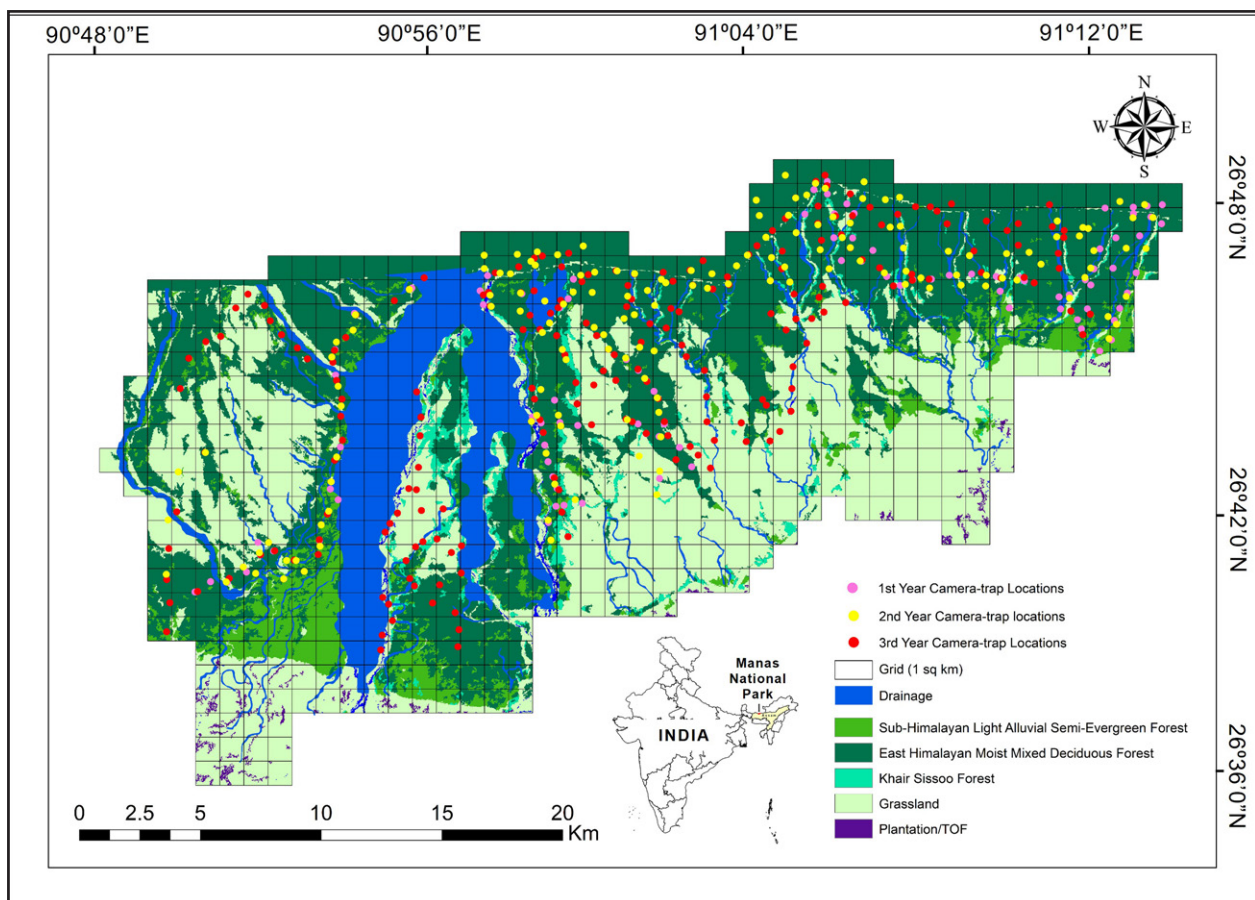 90º48’0”E 90º56’0”E 91º04’0”E 91º12’0”E
N
W E
S
26º48’0”N
26º42’0”N
26º36’0”N
1st Year Camera-trap Locations
2nd Year Camera-trap locations
3rd Year Camera-trap Locations
Grid (1 sq km)
Drainage
Sub-Himalayan Light Alluvial Semi-Evergreen Forest
East Himalayan Moist Mixed Deciduous Forest
Khair Sissoo Forest
Grassland
Plantation/TOF
Manas
National
Park
INDIA
0 2.5 5 10 15 20
Km